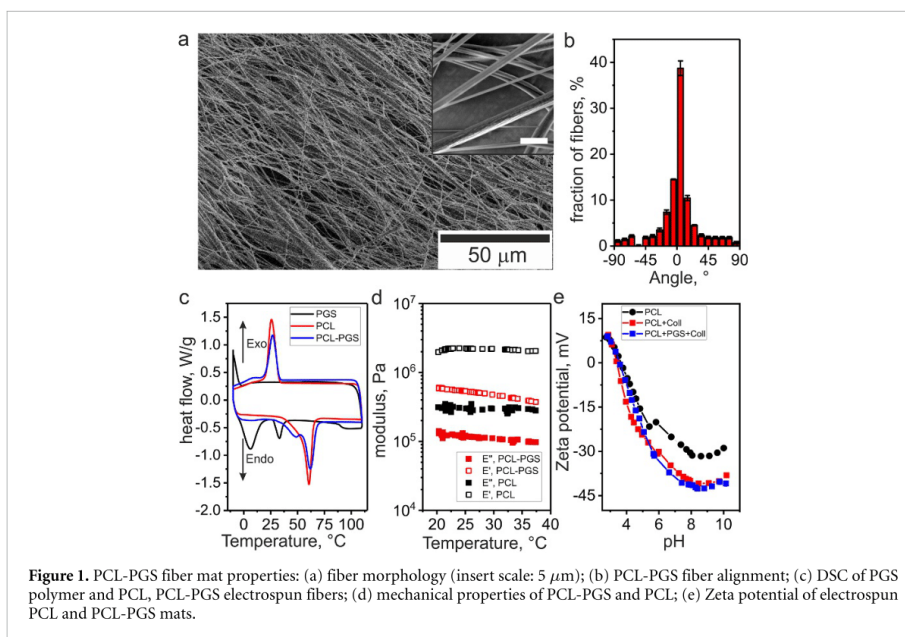 a
50 μm
b
fraction of fibers, %
40
30
20
10
0
-90 -45 0 45 90
Angle, °
c
heat flow, W/g
1.5
1.0
0.5
0.0
-0.5
-1.0
-1.5
-2.0
Exo
Endo
PGS
PCL
PCL-PGS
0 25 50 75 100
Temperature, °C
d
modulus, Pa
10⁷
10⁶
10⁵
10⁴
E", PCL-PGS
E', PCL-PGS
E", PCL
E', PCL
20 25 30 35 40
Temperature, °C
e
Zeta potential, mV
15
0
-15
-30
-45
PCL
PCL+Coll
PCL+PGS+Coll
4 6 8 10
pH
Figure 1. PCL-PGS fiber mat properties: (a) fiber morphology (insert scale: 5 μm); (b) PCL-PGS fiber alignment; (c) DSC of PGS
polymer and PCL, PCL-PGS electrospun fibers; (d) mechanical properties of PCL-PGS and PCL; (e) Zeta potential of electrospun
PCL and PCL-PGS mats.